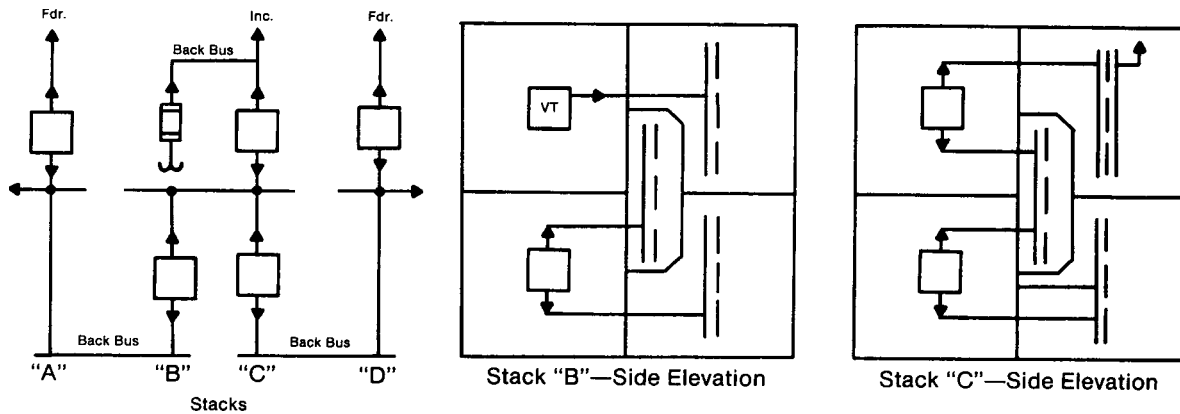 Fdr.
Inc.
Fdr.
Back Bus
Back Bus
Back Bus
"A"
"B"
"C"
"D"
Stacks
VT
Stack "B"—Side Elevation
Stack "C"—Side Elevation